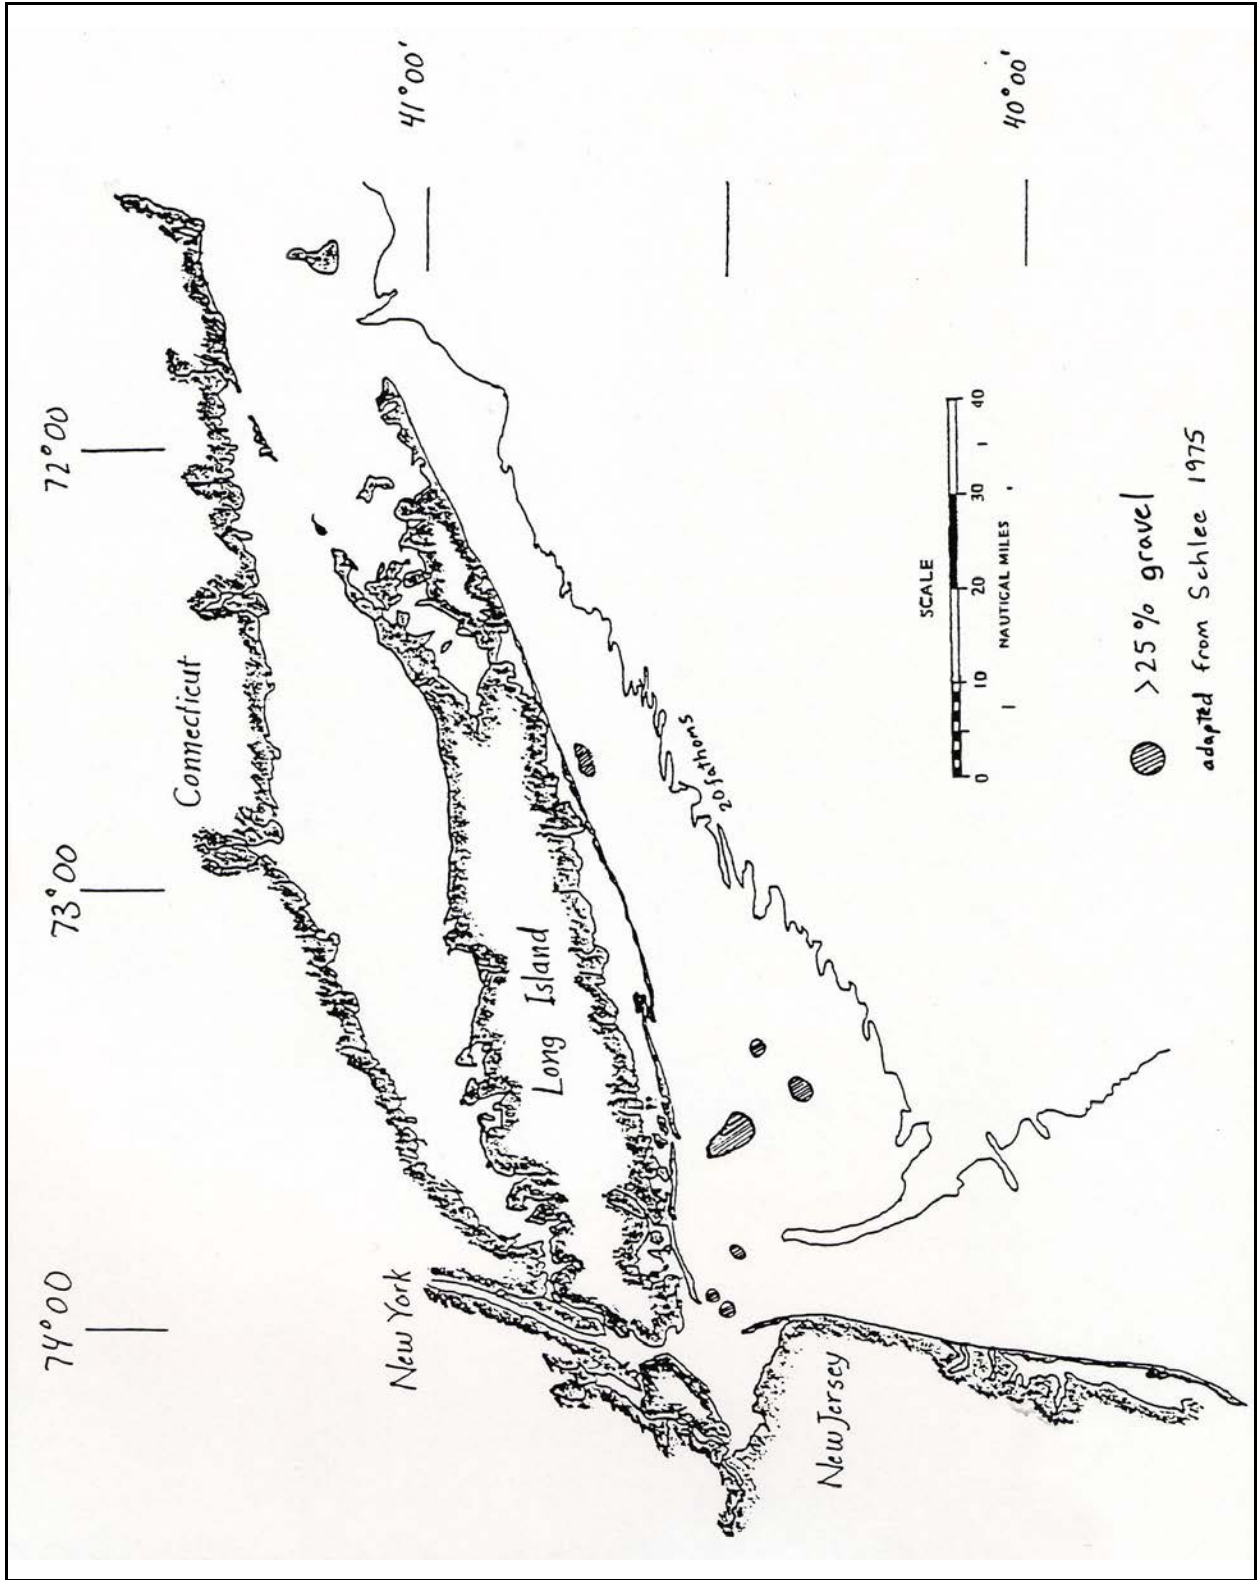 74°00
73°00
72°00
Connecticut
41°00'
New York
Long Island
20 fathoms
40°00'
New Jersey
SCALE
0 10 20 30 40
NAUTICAL MILES
>25% gravel
adapted from Schlee 1975